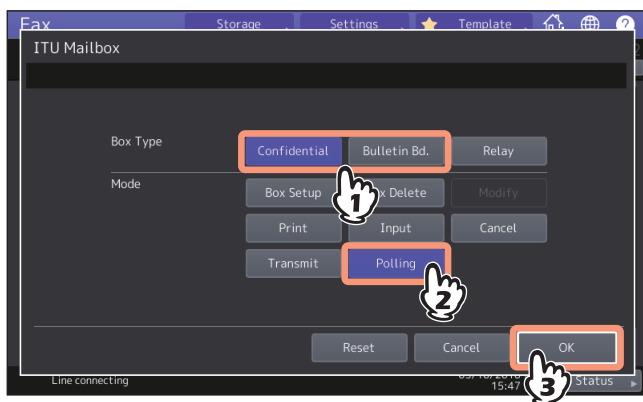 Fax Storage Settings Template ?
ITU Mailbox
Box Type Confidential Bulletin Bd. Relay
1
Mode Box Setup Delete Modify
Print Input Cancel
Transmit Polling
2
Reset Cancel OK
3
Line connecting 15:47 Status